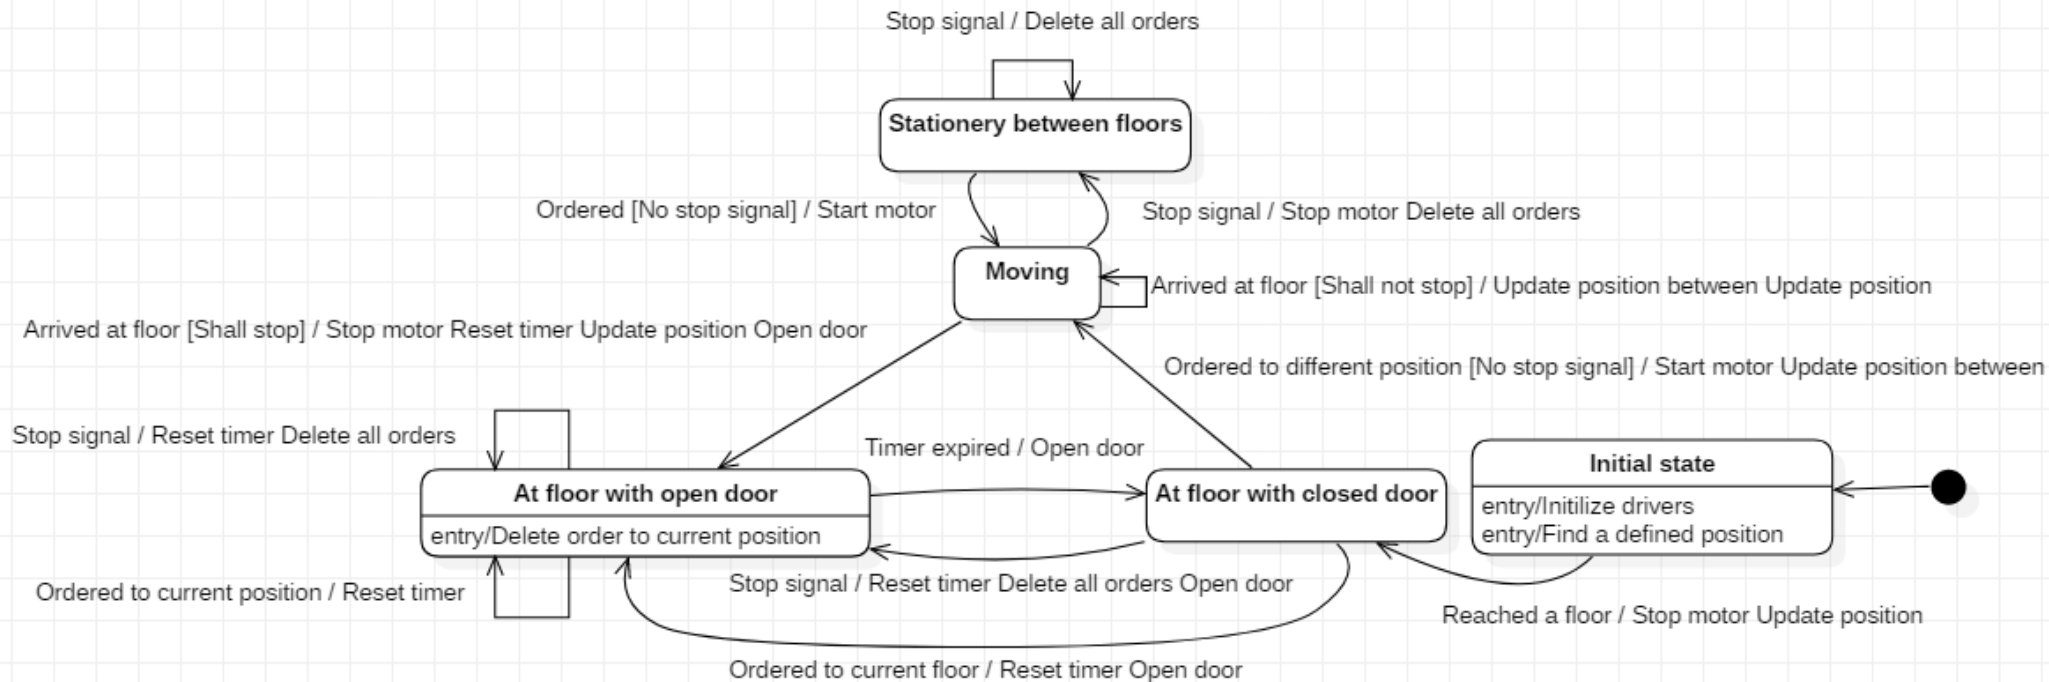 Stop signal / Delete all orders
Stationery between floors
Ordered [No stop signal] / Start motor
Stop signal / Stop motor Delete all orders
Moving
Arrived at floor [Shall not stop] / Update position between Update position
Arrived at floor [Shall stop] / Stop motor Reset timer Update position Open door
Ordered to different position [No stop signal] / Start motor Update position between
Stop signal / Reset timer Delete all orders
Timer expired / Open door
At floor with open door
entry/Delete order to current position
At floor with closed door
Initial state
entry/Initilize drivers
entry/Find a defined position
Ordered to current position / Reset timer
Stop signal / Reset timer Delete all orders Open door
Reached a floor / Stop motor Update position
Ordered to current floor / Reset timer Open door